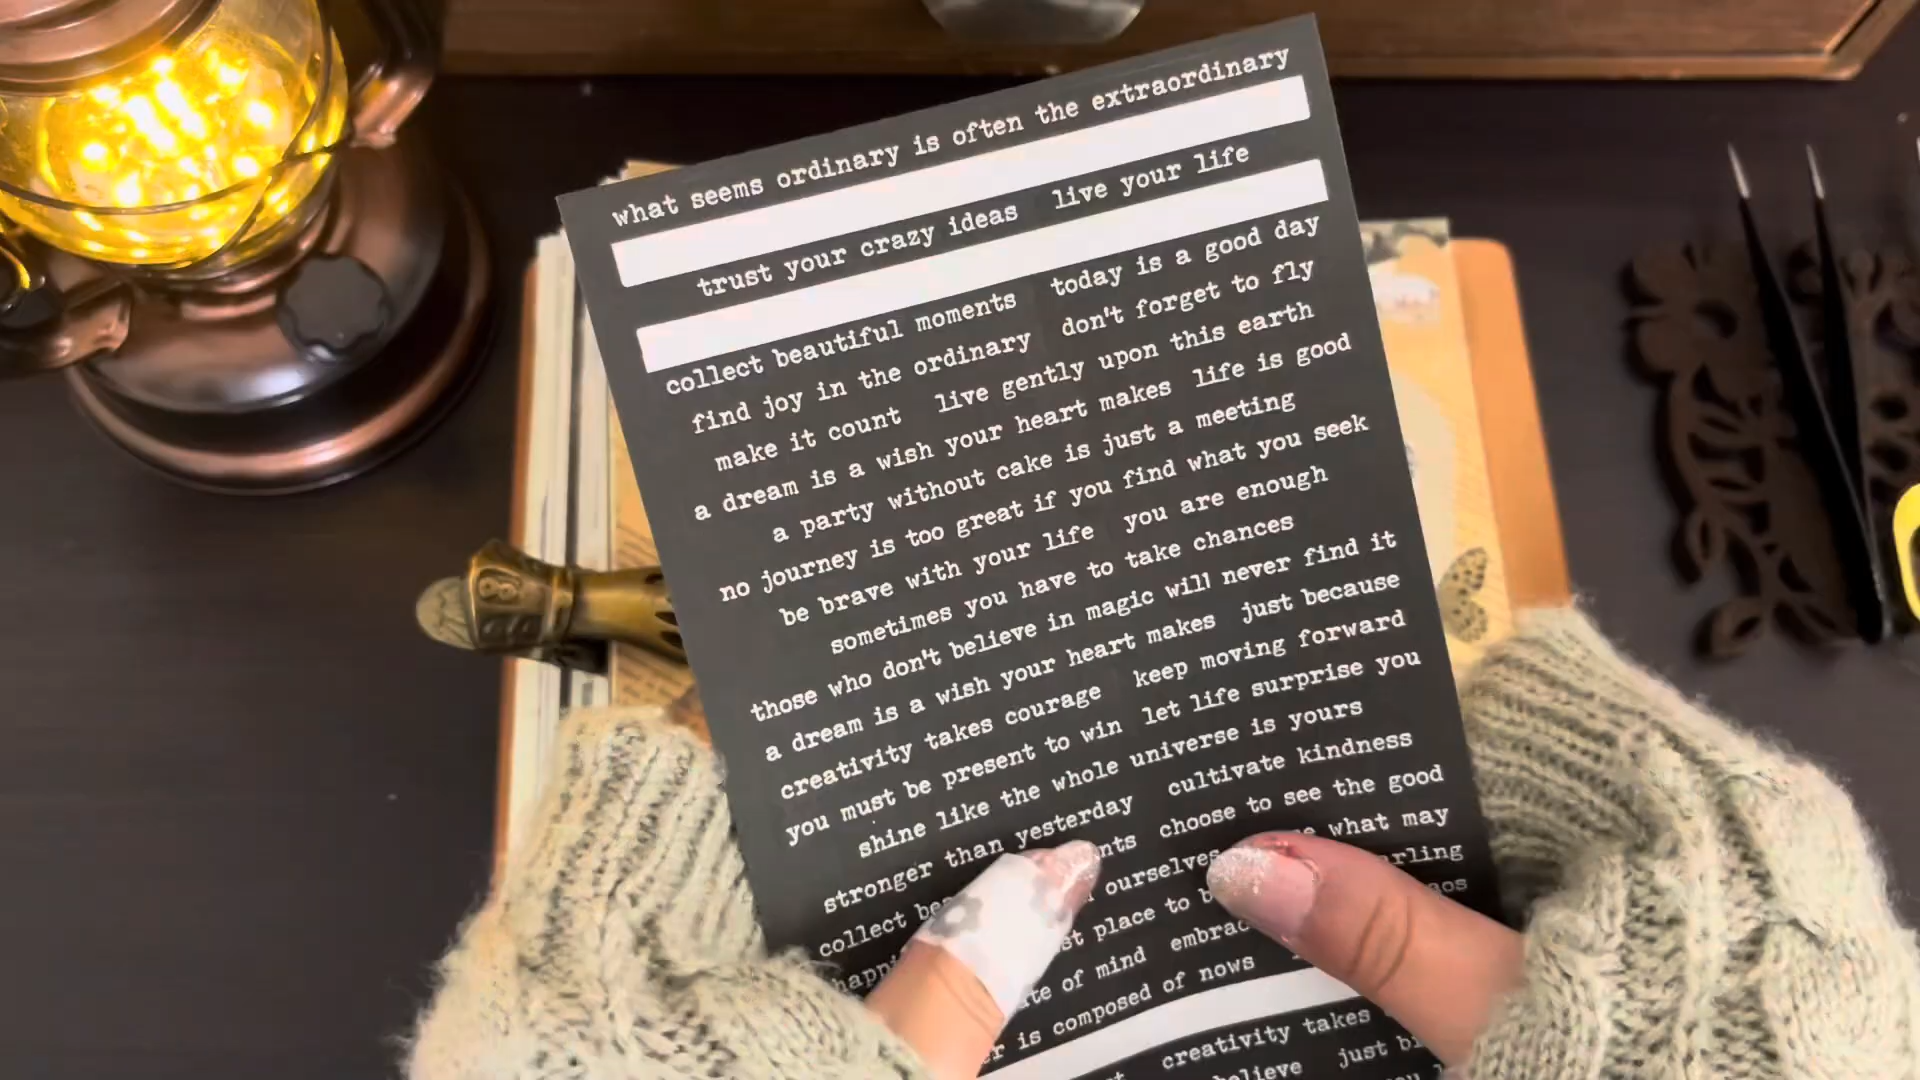 what seems ordinary is often the extraordinary
trust your crazy ideas live your life
collect beautiful moments today is a good day
find joy in the ordinary don't forget to fly
make it count live gently upon this earth
a dream is a wish your heart makes life is good
a party without cake is just a meeting
no journey is too great if you find what you seek
be brave with your life you are enough
sometimes you have to take chances
those who don't believe in magic will never find it
a dream is a wish your heart makes just because
creativity takes courage keep moving forward
you must be present to win let life surprise you
shine like the whole universe is yours
stronger than yesterday cultivate kindness
collect choose to see the good
ourselves what may
place to
of mind
is composed of nows
creativity takes
just
8